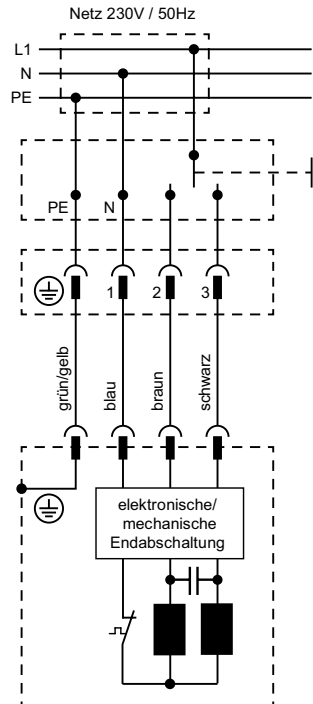 Netz 230V / 50Hz
L1
N
PE
PE N
1 2 3
grün/gelb
blau
braun
schwarz
elektronische/
mechanische
Endabschaltung